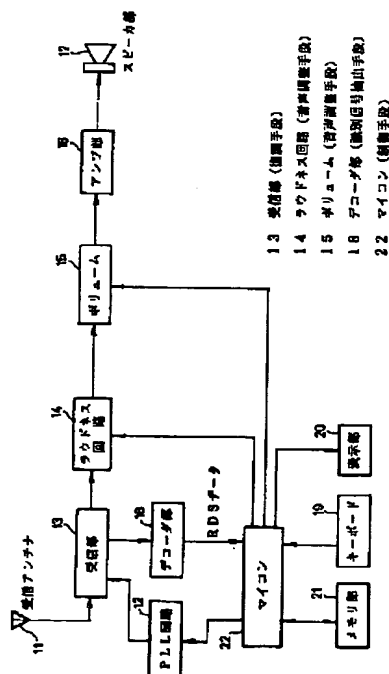 受信アンテナ
11
13
受信部
14
ラウドネス
回路
15
ボリューム
16
アンプ部
17
スピーカ部
12
PLL回路
18
デコーダ部
RDSデータ
22
マイコン
21
メモリ部
19
キーボード
20
表示部
13 受信部(復調手段)
14 ラウドネス回路(音声調整手段)
15 ボリューム(音声調整手段)
18 デコーダ部(識別信号抽出手段)
22 マイコン(制御手段)